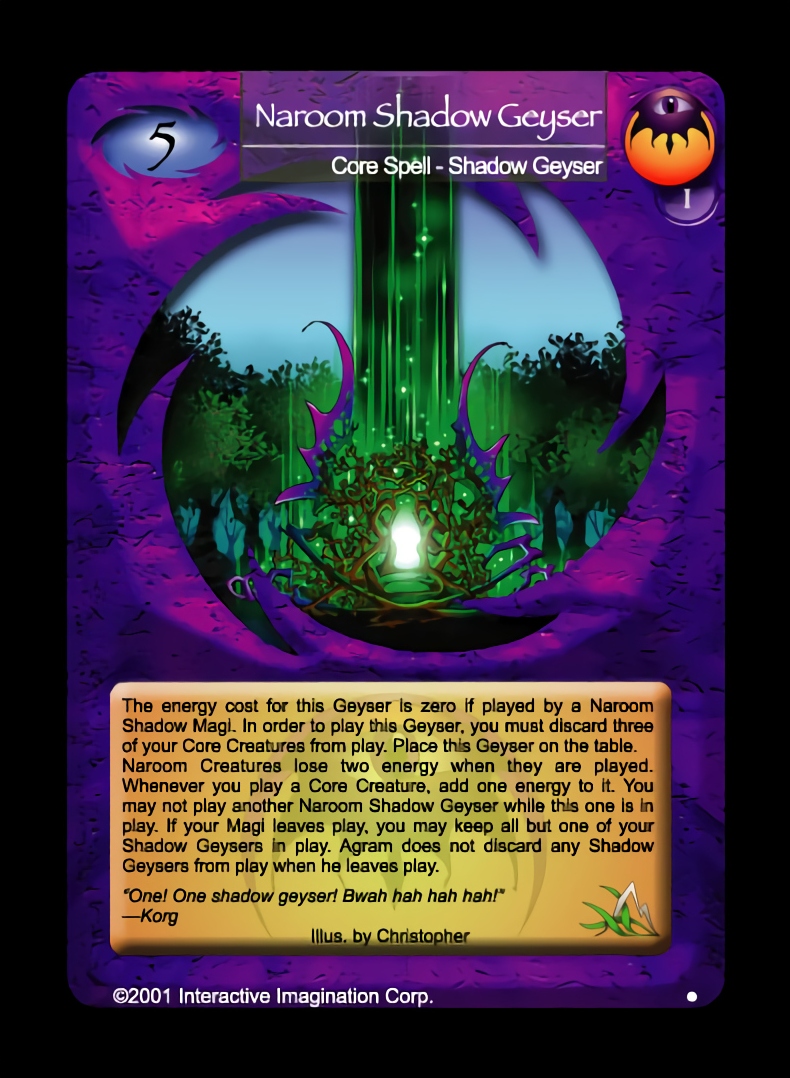 5
Naroom Shadow Geyser
Core Spell - Shadow Geyser
I
The energy cost for this Geyser is zero if played by a Naroom
Shadow Magi. In order to play this Geyser, you must discard three
of your Core Creatures from play. Place this Geyser on the table.
Naroom Creatures lose two energy when they are played.
Whenever you play a Core Creature, add one energy to it. You
may not play another Naroom Shadow Geyser while this one is in
play. If your Magi leaves play, you may keep all but one of your
Shadow Geysers in play. Agram does not discard any Shadow
Geysers from play when he leaves play.
"One! One shadow geyser! Bwah hah hah hah!"
—Korg
Illus. by Christopher
©2001 Interactive Imagination Corp.